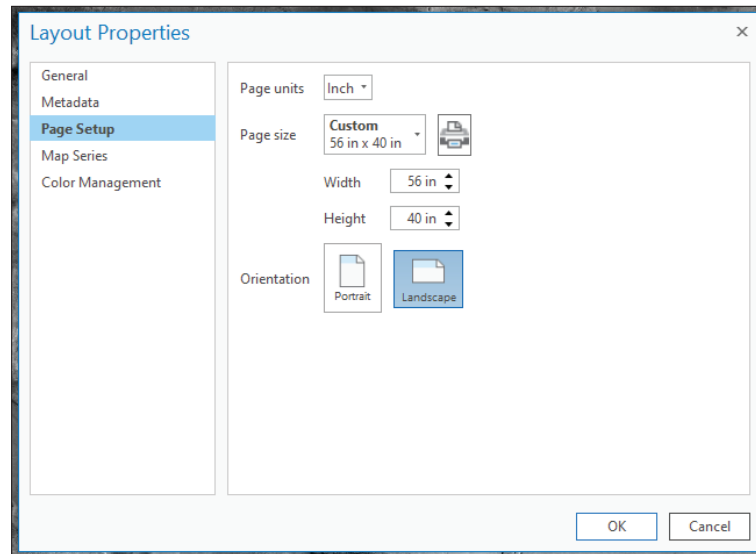 Layout Properties
General
Metadata
Page Setup
Map Series
Color Management
Page units
Inch
Page size
Custom
56 in x 40 in
Width
56 in
Height
40 in
Orientation
Portrait
Landscape
OK
Cancel